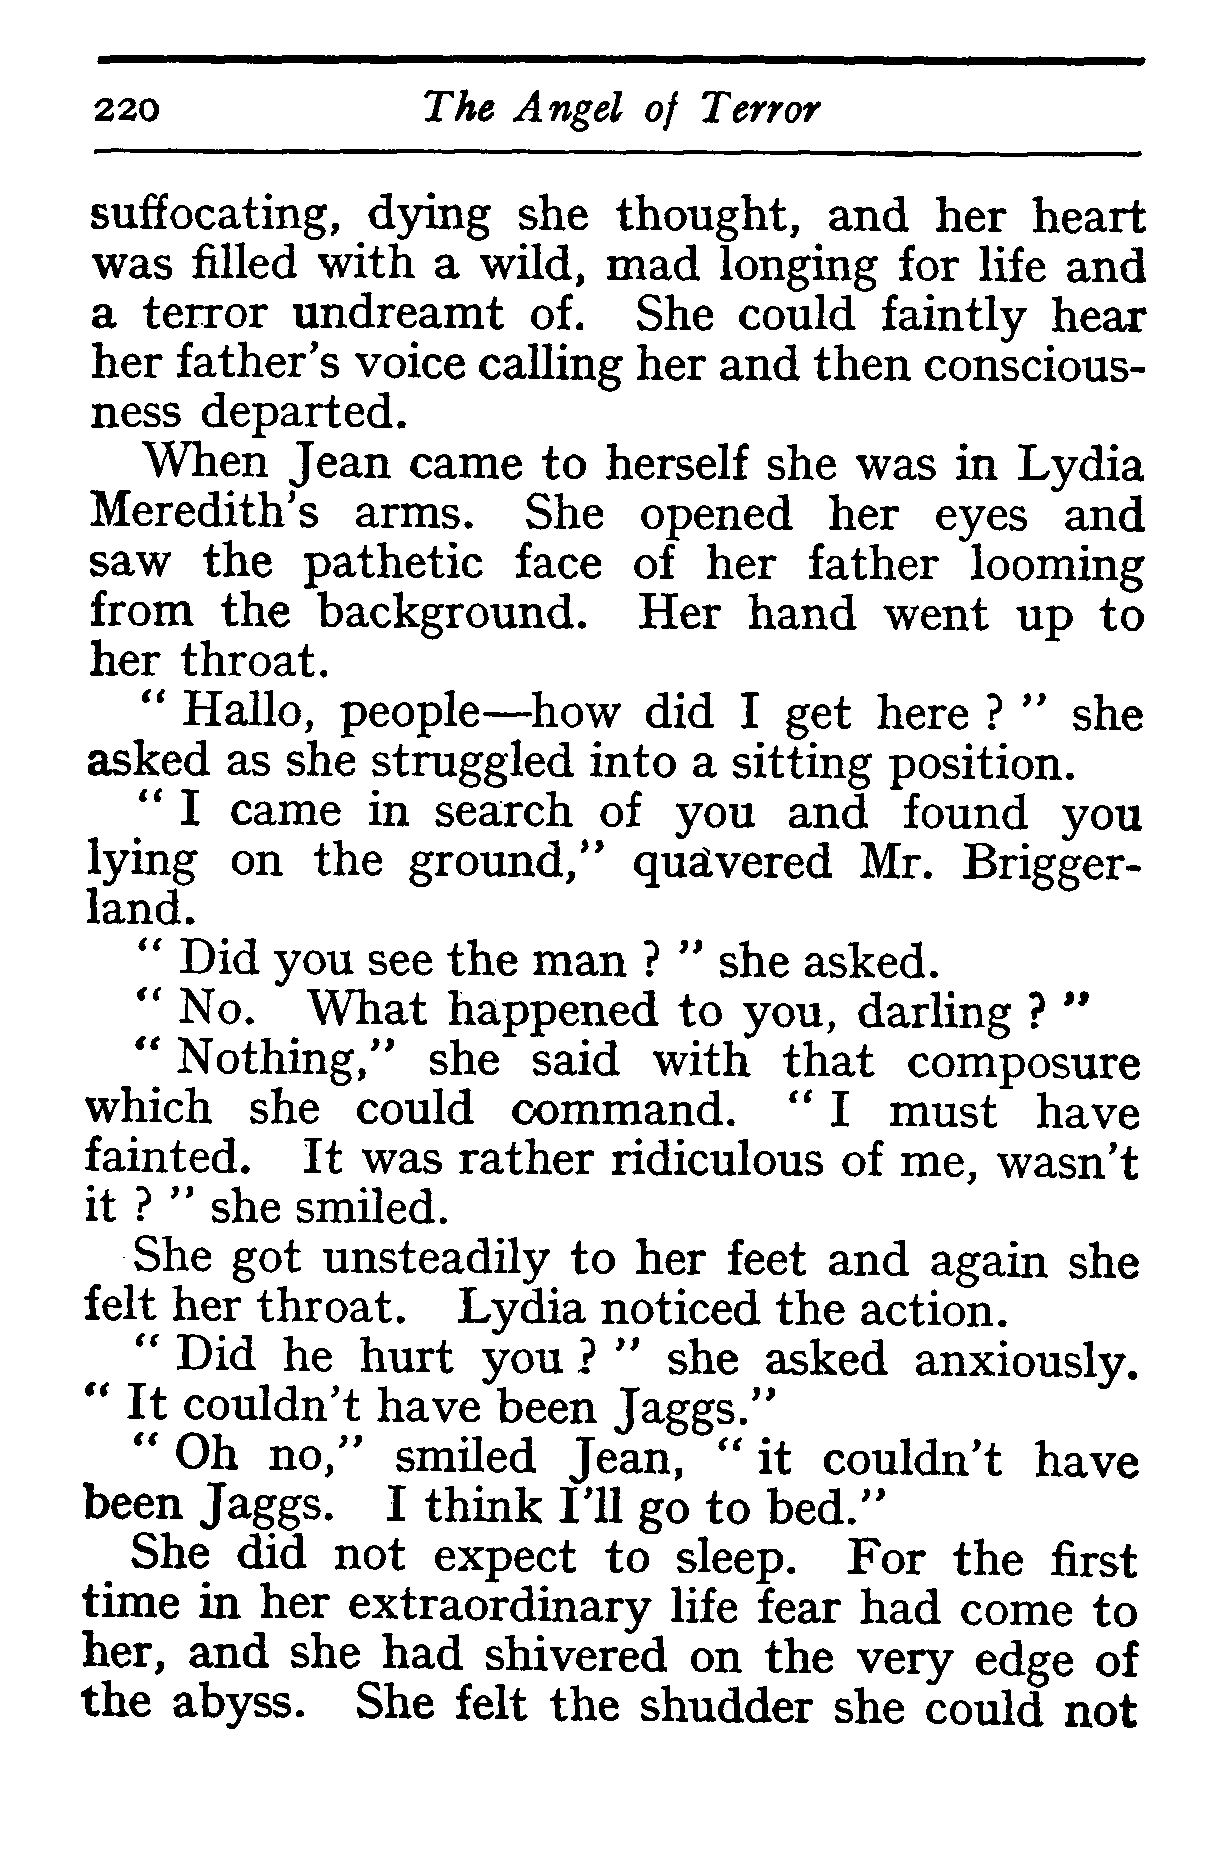 220 The Angel of Terror
suffocating, dying she thought, and her heart
was filled with a wild, mad longing for life and
a terror undreamt of. She could faintly hear
her father's voice calling her and then conscious-
ness departed.
When Jean came to herself she was in Lydia
Meredith's arms. She opened her eyes and
saw the pathetic face of her father looming
from the background. Her hand went up to
her throat.
" Hallo, people—how did I get here ? " she
asked as she struggled into a sitting position.
" I came in search of you and found you
lying on the ground," quavered Mr. Brigger-
land.
" Did you see the man ? " she asked.
" No. What happened to you, darling ? "
" Nothing," she said with that composure
which she could command. " I must have
fainted. It was rather ridiculous of me, wasn't
it ? " she smiled.
She got unsteadily to her feet and again she
felt her throat. Lydia noticed the action.
" Did he hurt you ? " she asked anxiously.
" It couldn't have been Jaggs."
" Oh no," smiled Jean, " it couldn't have
been Jaggs. I think I'll go to bed."
She did not expect to sleep. For the first
time in her extraordinary life fear had come to
her, and she had shivered on the very edge of
the abyss. She felt the shudder she could not